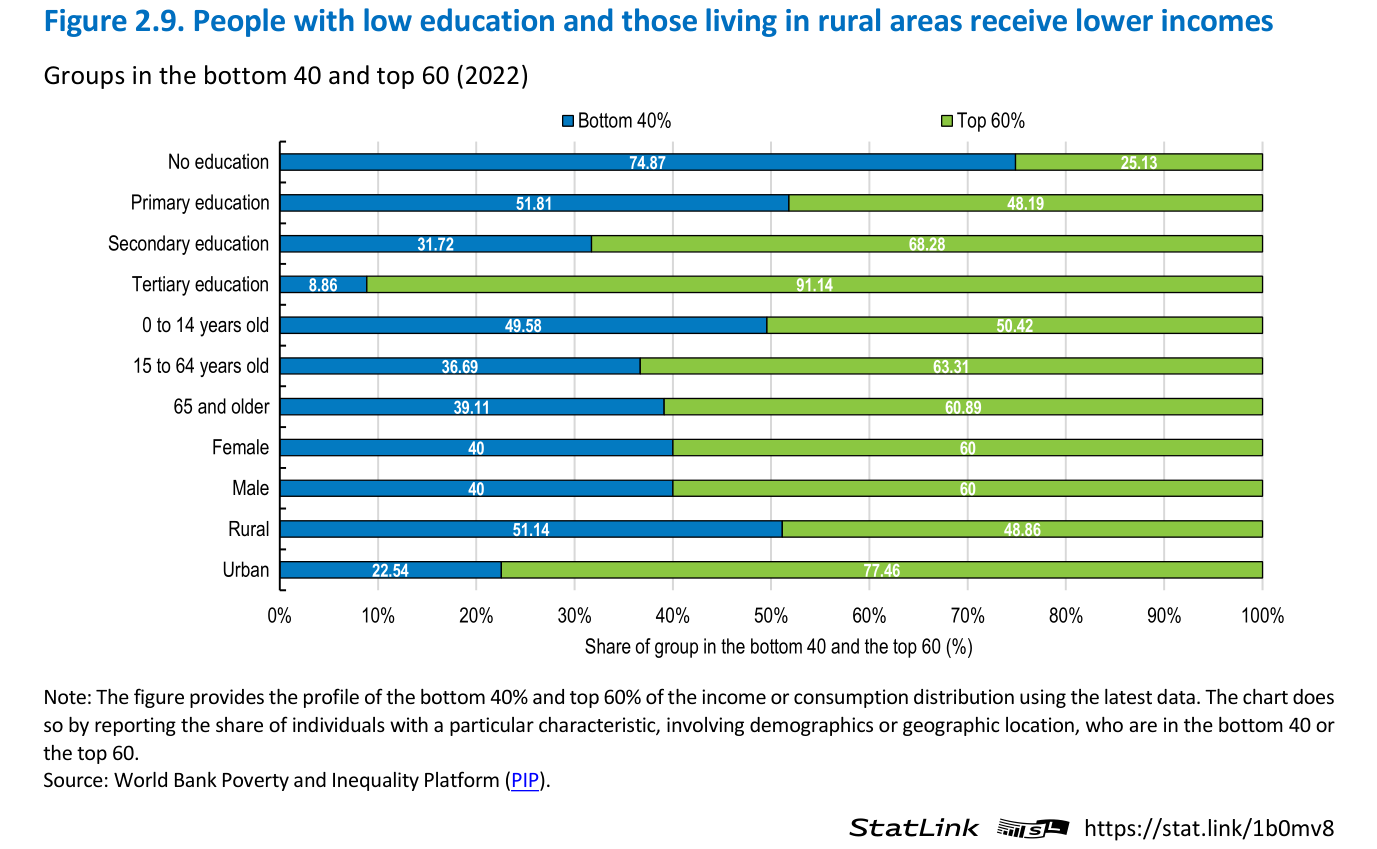 Figure 2.9. People with low education and those living in rural areas receive lower incomes
Groups in the bottom 40 and top 60 (2022)
Bottom 40% Top 60%
No education 74.87 25.13
Primary education 51.81 48.19
Secondary education 31.72 68.28
Tertiary education 8.86 91.14
0 to 14 years old 49.58 50.42
15 to 64 years old 36.69 63.31
65 and older 39.11 60.89
Female 40 60
Male 40 60
Rural 51.14 48.86
Urban 22.54 77.46
0% 10% 20% 30% 40% 50% 60% 70% 80% 90% 100%
Share of group in the bottom 40 and the top 60 (%)
Note: The figure provides the profile of the bottom 40% and top 60% of the income or consumption distribution using the latest data. The chart does
so by reporting the share of individuals with a particular characteristic, involving demographics or geographic location, who are in the bottom 40 or
the top 60.
Source: World Bank Poverty and Inequality Platform (PIP).
StatLink SL https://stat.link/1b0mv8